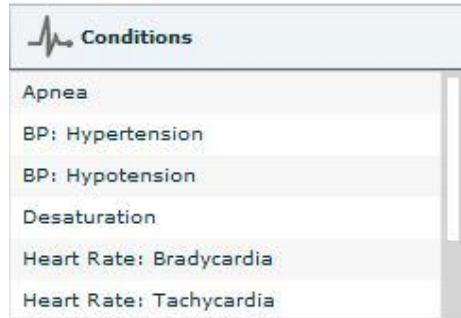 Conditions
Apnea
BP: Hypertension
BP: Hypotension
Desaturation
Heart Rate: Bradycardia
Heart Rate: Tachycardia